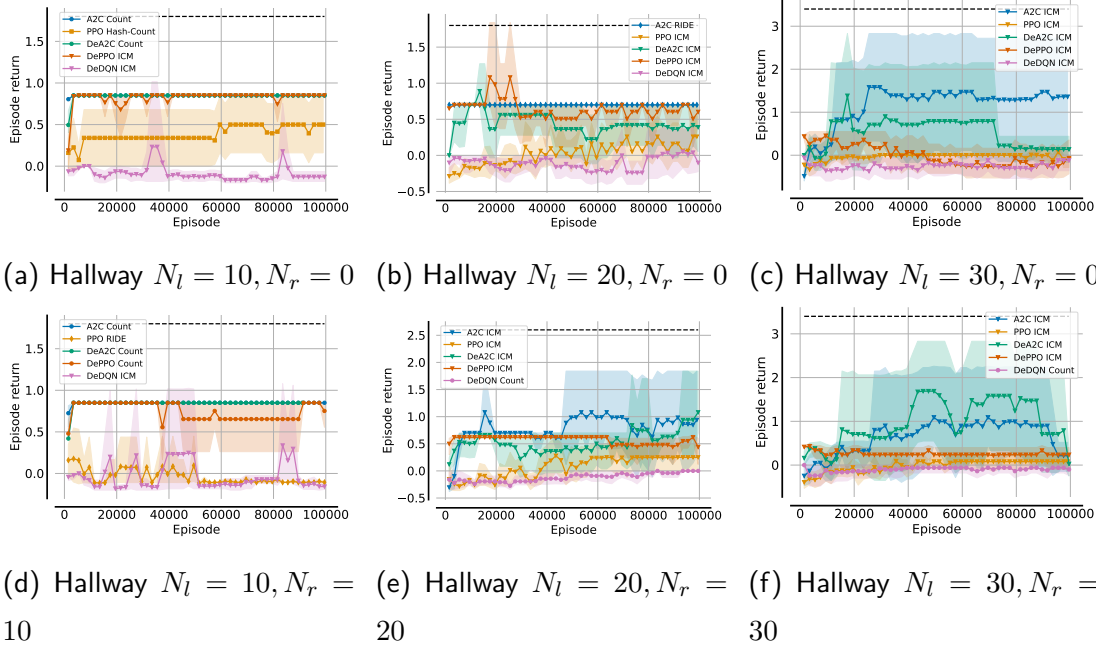 A2C Count
PPO Hash-Count
DeA2C Count
DePPO ICM
DeDQN ICM
Episode return
1.5
1.0
0.5
0.0
0 20000 40000 60000 80000 100000
Episode
A2C RIDE
PPO ICM
DeA2C ICM
DePPO ICM
DeDQN ICM
Episode return
1.5
1.0
0.5
0.0
−0.5
0 20000 40000 60000 80000 100000
Episode
A2C ICM
PPO ICM
DeA2C ICM
DePPO ICM
DeDQN ICM
Episode return
3
2
1
0
0 20000 40000 60000 80000 100000
Episode
(a) Hallway N_l = 10, N_r = 0
(b) Hallway N_l = 20, N_r = 0
(c) Hallway N_l = 30, N_r = 0
A2C Count
PPO RIDE
DeA2C Count
DePPO Count
DeDQN ICM
Episode return
1.5
1.0
0.5
0.0
0 20000 40000 60000 80000 100000
Episode
A2C ICM
PPO ICM
DeA2C ICM
DePPO ICM
DeDQN Count
Episode return
2.5
2.0
1.5
1.0
0.5
0.0
−0.5
0 20000 40000 60000 80000 100000
Episode
A2C ICM
PPO ICM
DeA2C ICM
DePPO ICM
DeDQN Count
Episode return
3
2
1
0
0 20000 40000 60000 80000 100000
Episode
(d) Hallway N_l = 10, N_r =
10
(e) Hallway N_l = 20, N_r =
20
(f) Hallway N_l = 30, N_r =
30